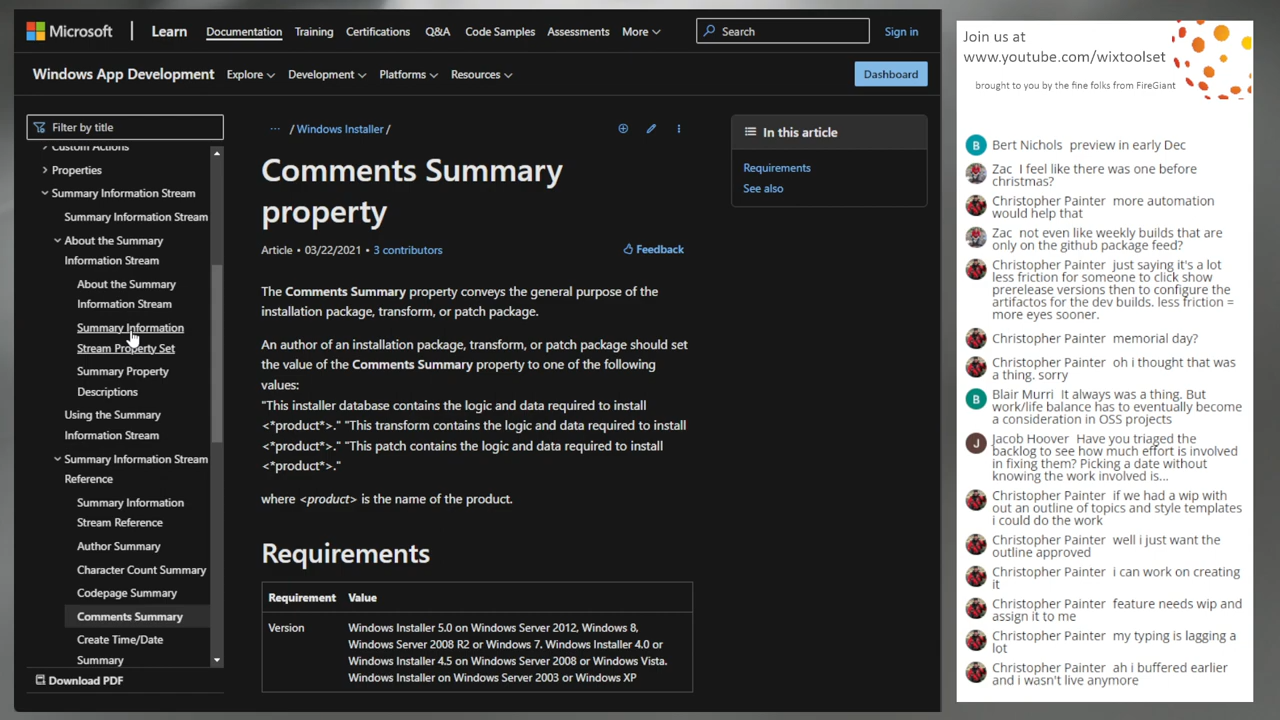 Microsoft
Learn
Documentation
Training
Certifications
Q&A
Code Samples
Assessments
More
Search
Sign in
Windows App Development
Explore
Development
Platforms
Resources
Dashboard
Filter by title
Custom Actions
Properties
Summary Information Stream
Summary Information Stream
About the Summary
Information Stream
About the Summary
Information Stream
Summary Information
Stream Property Set
Summary Property
Descriptions
Using the Summary
Information Stream
Summary Information Stream
Reference
Summary Information
Stream Reference
Author Summary
Character Count Summary
Codepage Summary
Comments Summary
Create Time/Date
Summary
Download PDF
··· / Windows Installer /
Comments Summary
property
Article • 03/22/2021 • 3 contributors
Feedback
The Comments Summary property conveys the general purpose of the
installation package, transform, or patch package.
An author of an installation package, transform, or patch package should set
the value of the Comments Summary property to one of the following
values:
"This installer database contains the logic and data required to install
<*product*>." "This transform contains the logic and data required to install
<*product*>." "This patch contains the logic and data required to install
<*product*>."
where <product> is the name of the product.
Requirements
Requirement Value
Version Windows Installer 5.0 on Windows Server 2012, Windows 8,
Windows Server 2008 R2 or Windows 7. Windows Installer 4.0 or
Windows Installer 4.5 on Windows Server 2008 or Windows Vista.
Windows Installer on Windows Server 2003 or Windows XP
In this article
Requirements
See also
Join us at
www.youtube.com/wixtoolset
brought to you by the fine folks from FireGiant
B Bert Nichols preview in early Dec
Zac I feel like there was one before
christmas?
Christopher Painter more automation
would help that
Zac not even like weekly builds that are
only on the github package feed?
Christopher Painter just saying it's a lot
less friction for someone to click show
prerelease versions then to configure the
artifactos for the dev builds. less friction =
more eyes sooner.
Christopher Painter memorial day?
Christopher Painter oh i thought that was
a thing. sorry
B Blair Murri It always was a thing. But
work/life balance has to eventually become
a consideration in OSS projects
J Jacob Hoover Have you triaged the
backlog to see how much effort is involved
in fixing them? Picking a date without
knowing the work involved is...
Christopher Painter if we had a wip with
out an outline of topics and style templates
i could do the work
Christopher Painter well i just want the
outline approved
Christopher Painter i can work on creating
it
Christopher Painter feature needs wip and
assign it to me
Christopher Painter my typing is lagging a
lot
Christopher Painter ah i buffered earlier
and i wasn't live anymore